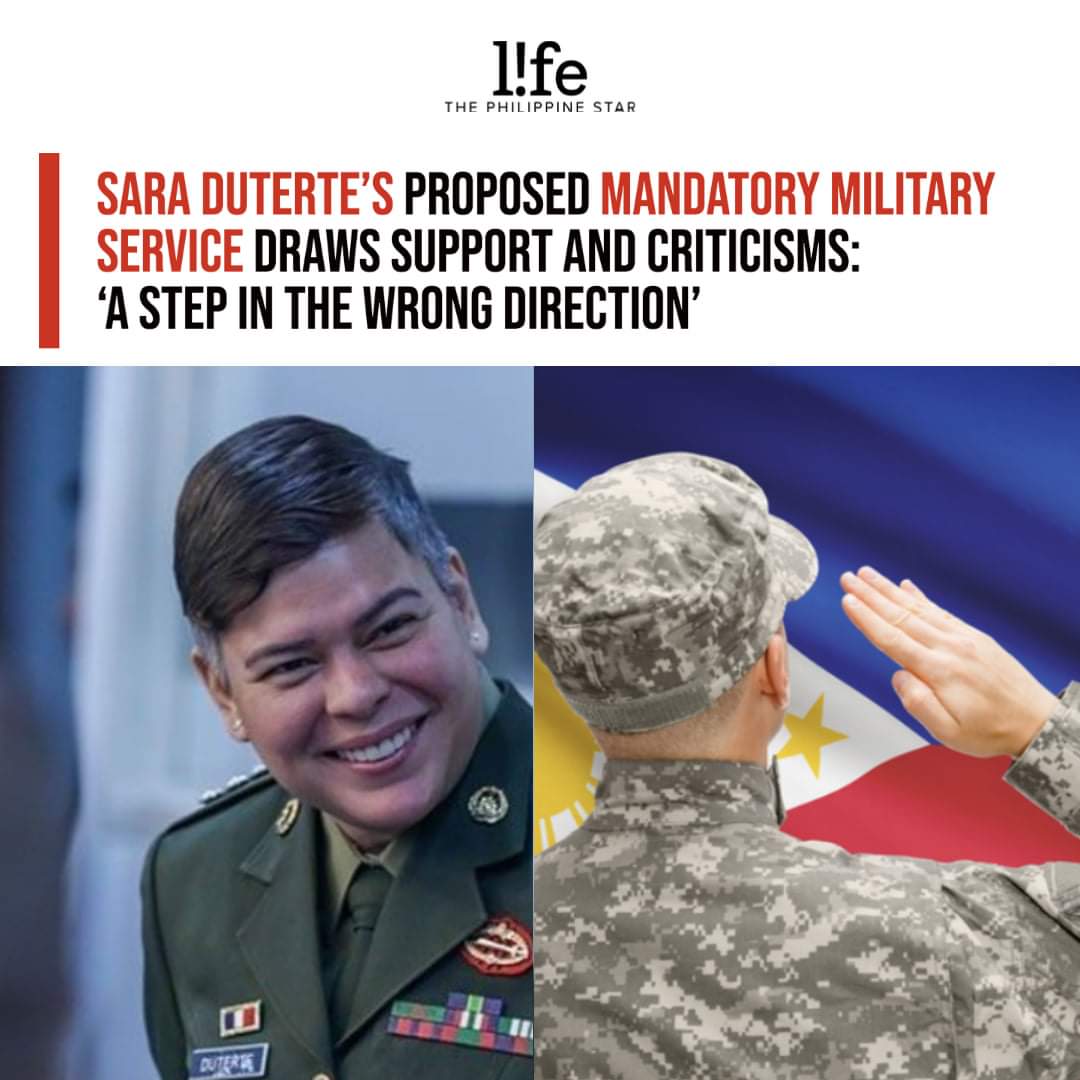 l!fe
THE PHILIPPINE STAR
SARA DUTERTE’S PROPOSED MANDATORY MILITARY
SERVICE DRAWS SUPPORT AND CRITICISMS:
‘A STEP IN THE WRONG DIRECTION’
DUTERTE